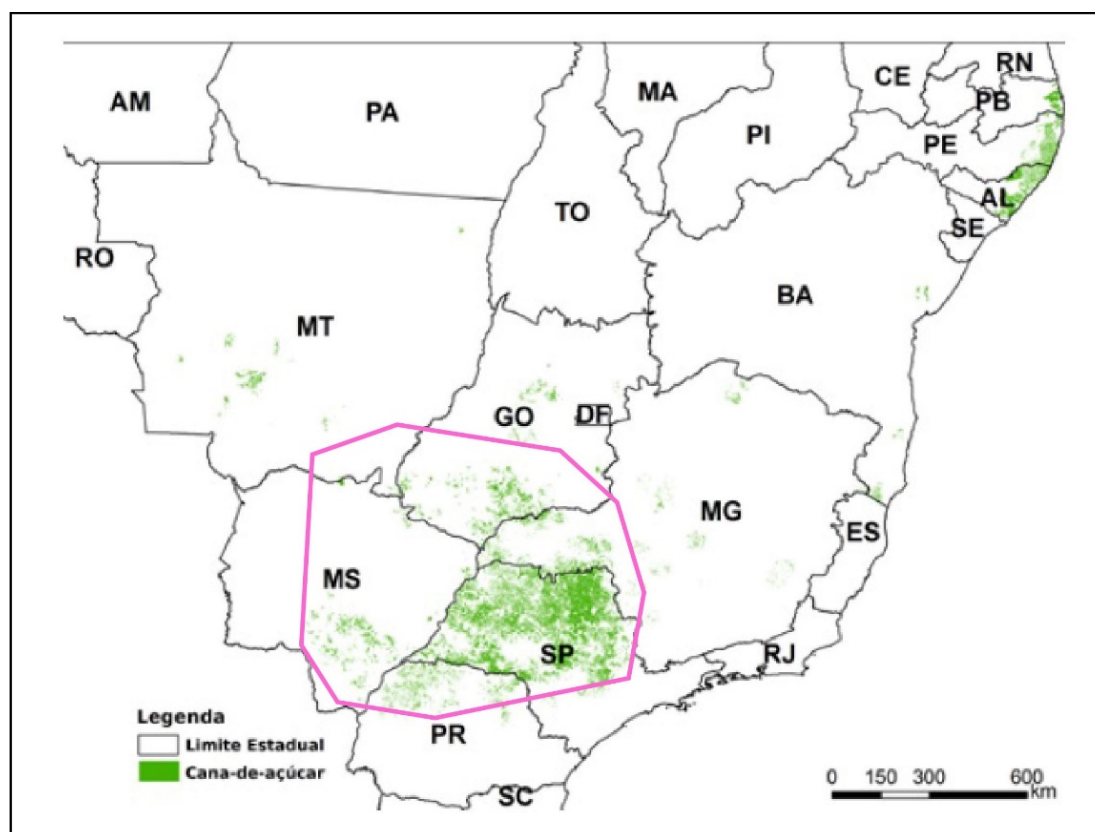 RN
CE
AM
PA
MA
PB
PI
PE
AL
TO
SE
RO
BA
MT
GO
DF
MG
ES
MS
SP
RJ
Legenda
PR
Limite Estadual
Cana-de-açúcar
0 150 300 600
km
SC